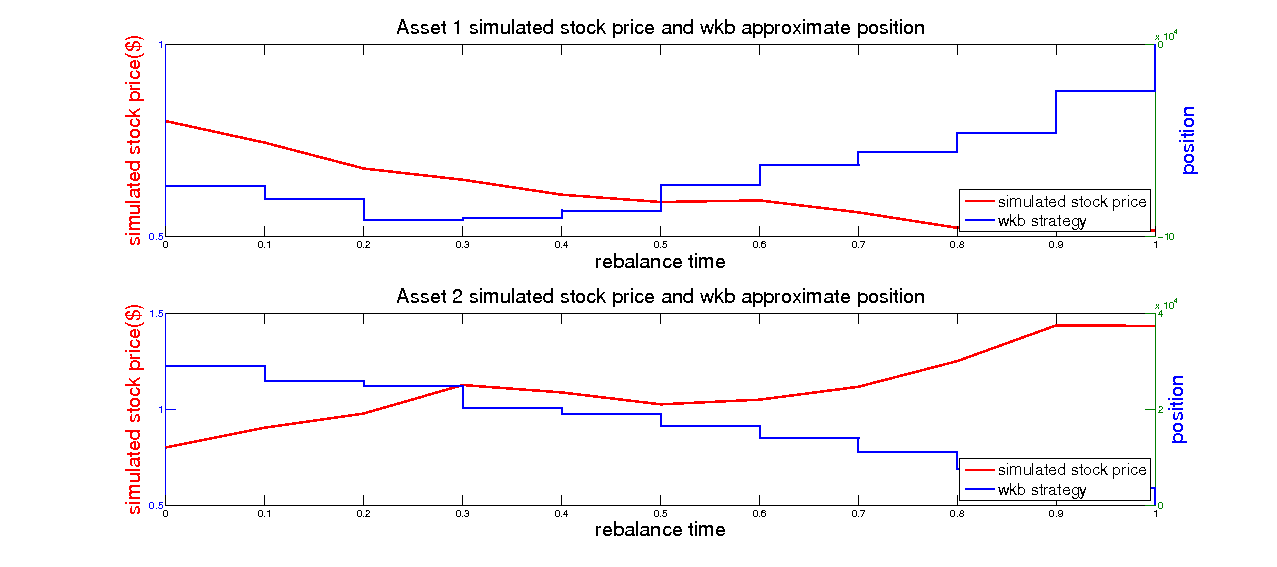 Asset 1 simulated stock price and wkb approximate position
x 10^4
1
0
simulated stock price($)
position
simulated stock price
wkb strategy
0.5
-10
0 0.1 0.2 0.3 0.4 0.5 0.6 0.7 0.8 0.9 1
rebalance time
Asset 2 simulated stock price and wkb approximate position
x 10^4
1.5
4
simulated stock price($)
1
2
position
simulated stock price
wkb strategy
0.5
0
0 0.1 0.2 0.3 0.4 0.5 0.6 0.7 0.8 0.9 1
rebalance time